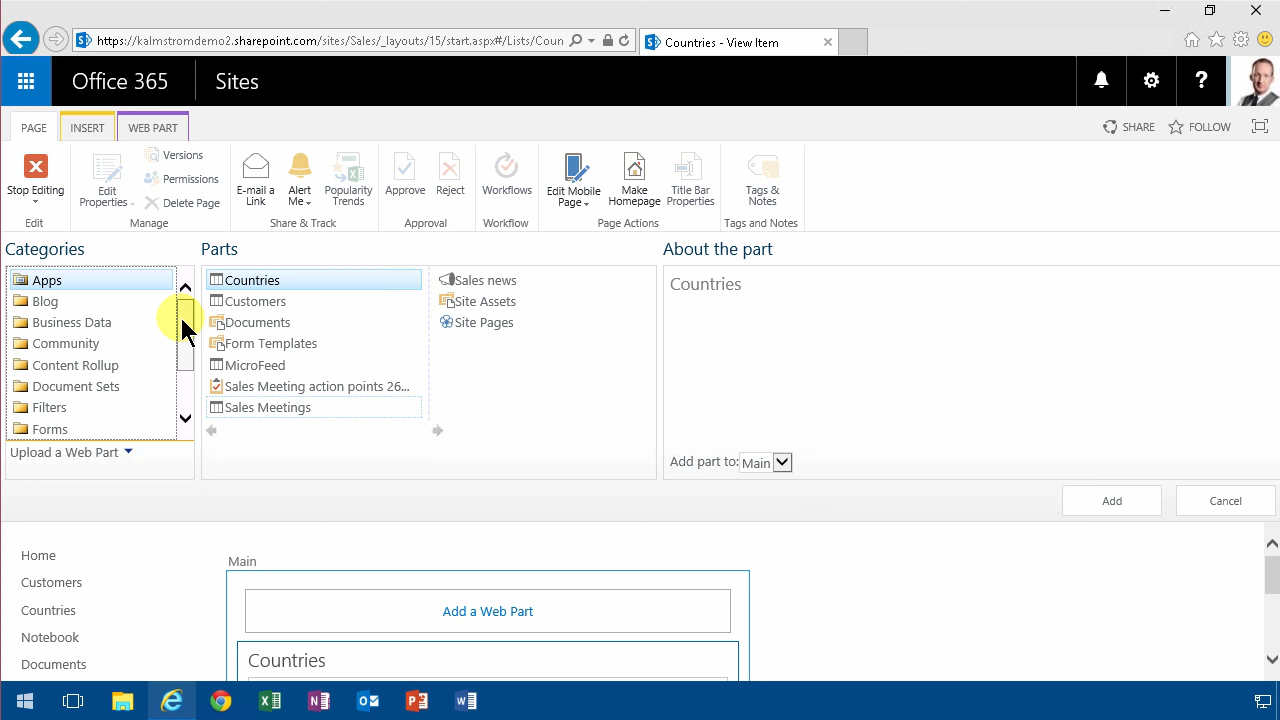 https://kalmstromdemo2.sharepoint.com/sites/Sales/_layouts/15/start.aspx#/Lists/Coun
Countries - View Item
Office 365
Sites
?
PAGE
INSERT
WEB PART
SHARE
FOLLOW
Stop Editing
Edit Properties
Versions
Permissions
Delete Page
E-mail a Link
Alert Me
Popularity Trends
Approve
Reject
Workflows
Edit Mobile Page
Make Homepage
Title Bar Properties
Tags & Notes
Edit
Manage
Share & Track
Approval
Workflow
Page Actions
Tags and Notes
Categories
Apps
Blog
Business Data
Community
Content Rollup
Document Sets
Filters
Forms
Upload a Web Part
Parts
Countries
Customers
Documents
Form Templates
MicroFeed
Sales Meeting action points 26...
Sales Meetings
Sales news
Site Assets
Site Pages
About the part
Countries
Add part to: Main
Add
Cancel
Home
Customers
Countries
Notebook
Documents
Main
Add a Web Part
Countries